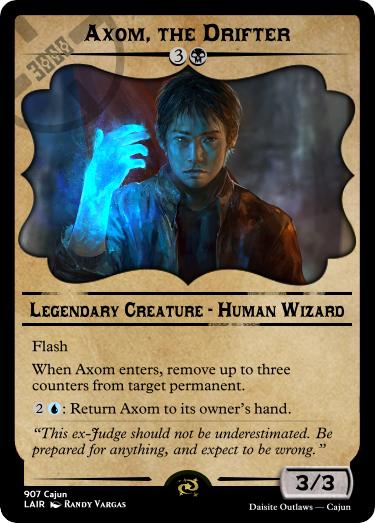 Axom, the Drifter
3
Legendary Creature - Human Wizard
Flash
When Axom enters, remove up to three
counters from target permanent.
2 : Return Axom to its owner's hand.
"This ex-Judge should not be underestimated. Be
prepared for anything, and expect to be wrong."
3/3
907 Cajun
LAIR Randy Vargas
Daisite Outlaws — Cajun